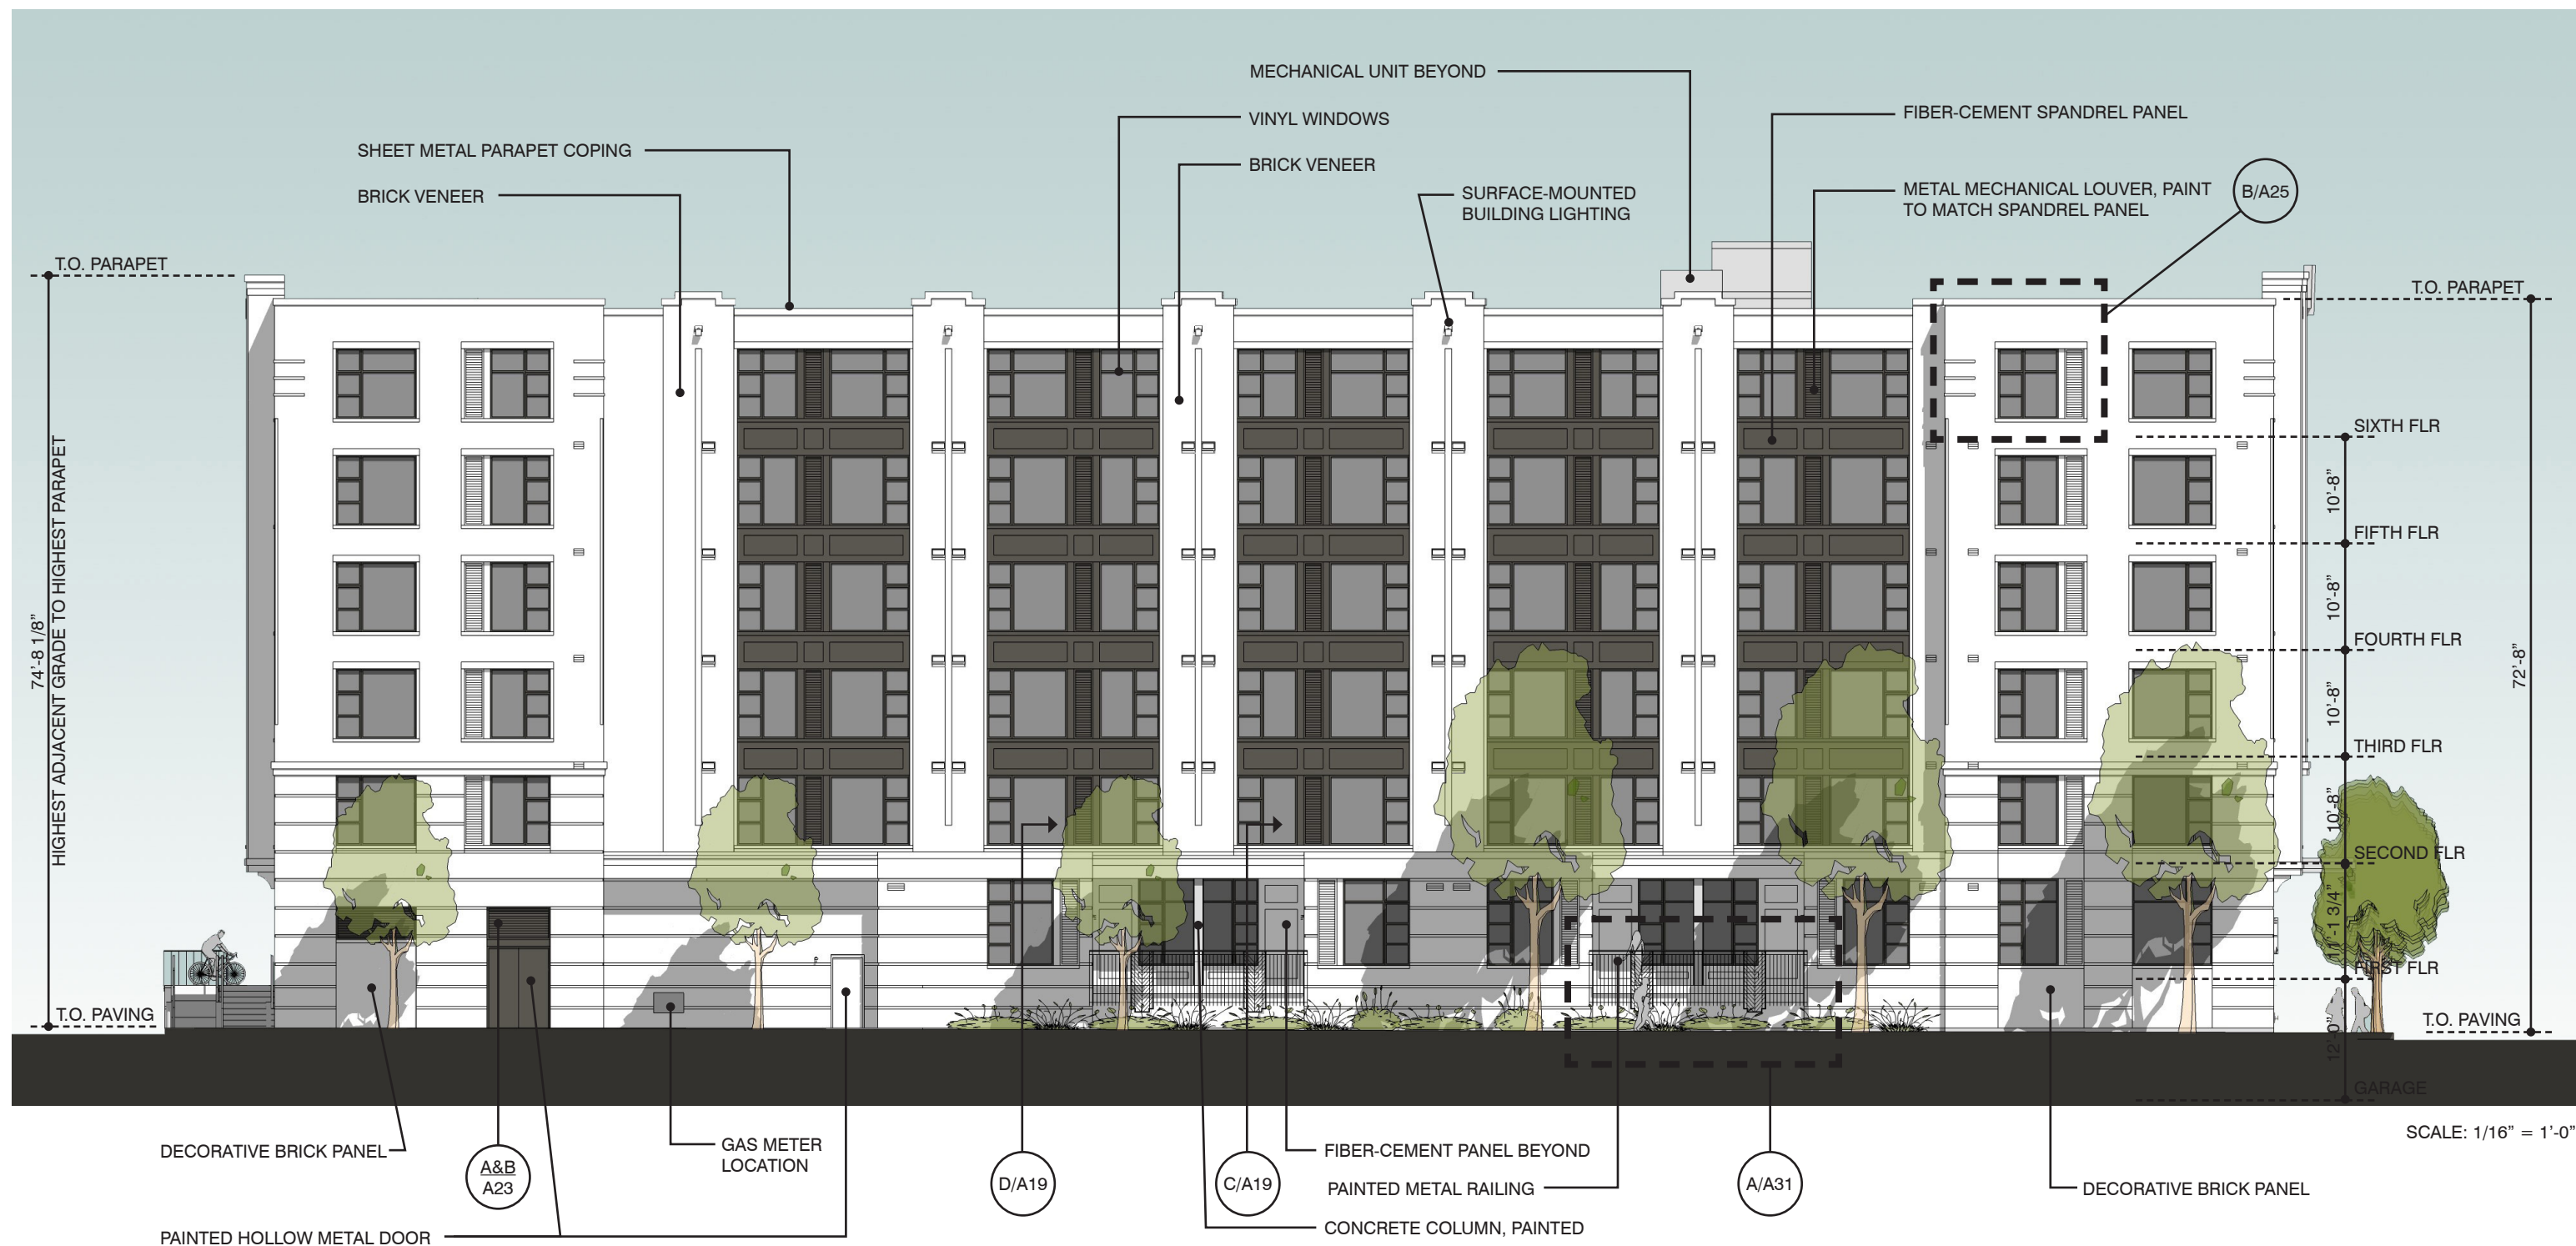 MECHANICAL UNIT BEYOND
VINYL WINDOWS
FIBER-CEMENT SPANDREL PANEL
SHEET METAL PARAPET COPING
BRICK VENEER
BRICK VENEER
SURFACE-MOUNTED
BUILDING LIGHTING
METAL MECHANICAL LOUVER, PAINT
TO MATCH SPANDREL PANEL
B/A25
T.O. PARAPET
T.O. PARAPET
74'-8 1/8"
HIGHEST ADJACENT GRADE TO HIGHEST PARAPET
SIXTH FLR
10'-8"
FIFTH FLR
10'-8"
FOURTH FLR
10'-8"
THIRD FLR
10'-8"
SECOND FLR
11'-1 3/4"
FIRST FLR
12'-0"
GARAGE
72'-8"
T.O. PAVING
T.O. PAVING
SCALE: 1/16" = 1'-0"
DECORATIVE BRICK PANEL
A&B
A23
GAS METER
LOCATION
D/A19
C/A19
FIBER-CEMENT PANEL BEYOND
PAINTED METAL RAILING
A/A31
DECORATIVE BRICK PANEL
CONCRETE COLUMN, PAINTED
PAINTED HOLLOW METAL DOOR